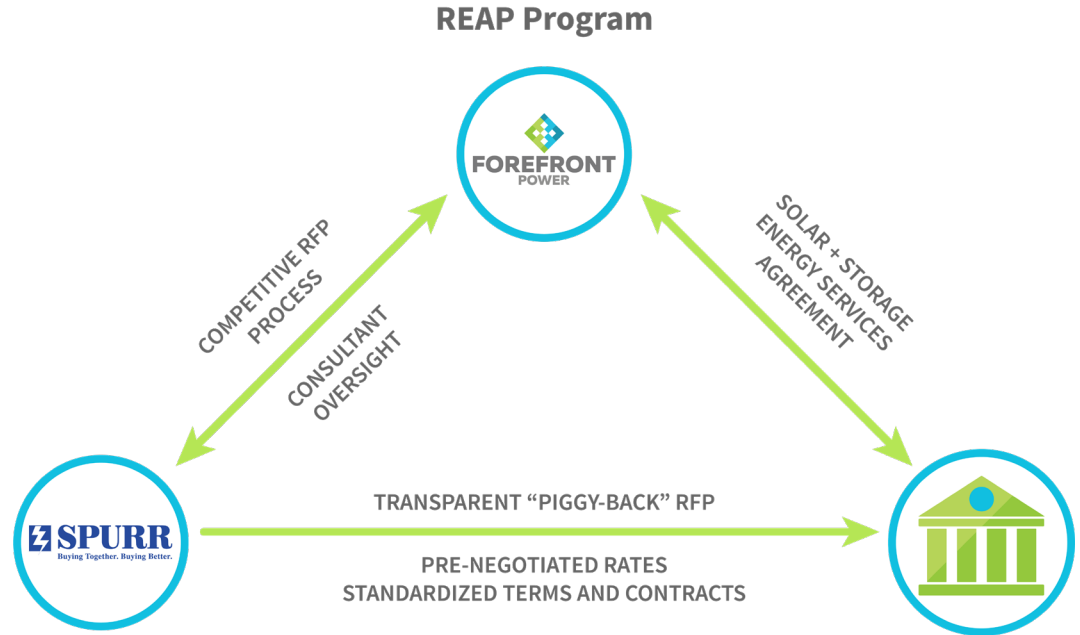 REAP Program
FOREFRONT
POWER
COMPETITIVE RFP
PROCESS
CONSULTANT
OVERSIGHT
SOLAR + STORAGE
ENERGY SERVICES
AGREEMENT
SPURR
Buying Together. Buying Better.
TRANSPARENT “PIGGY-BACK” RFP
PRE-NEGOTIATED RATES
STANDARDIZED TERMS AND CONTRACTS